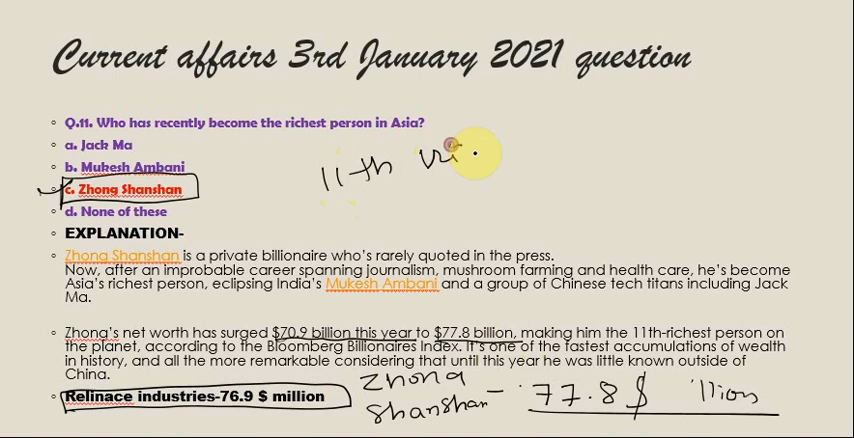 Current affairs 3rd January 2021 question
Q.11. Who has recently become the richest person in Asia?
a. Jack Ma
b. Mukesh Ambani
c. Zhong Shanshan
d. None of these
11-th
EXPLANATION-
Zhong Shanshan is a private billionaire who's rarely quoted in the press.
Now, after an improbable career spanning journalism, mushroom farming and health care, he's become
Asia's richest person, eclipsing India's Mukesh Ambani and a group of Chinese tech titans including Jack
Ma.
Zhong's net worth has surged $70.9 billion this year to $77.8 billion, making him the 11th-richest person on
the planet, according to the Bloomberg Billionaires Index. It's one of the fastest accumulations of wealth
in history, and all the more remarkable considering that until this year he was little known outside of
China.
Relinace industries-76.9 $ million
Zhong
Shanshan - 77.8 $ illion